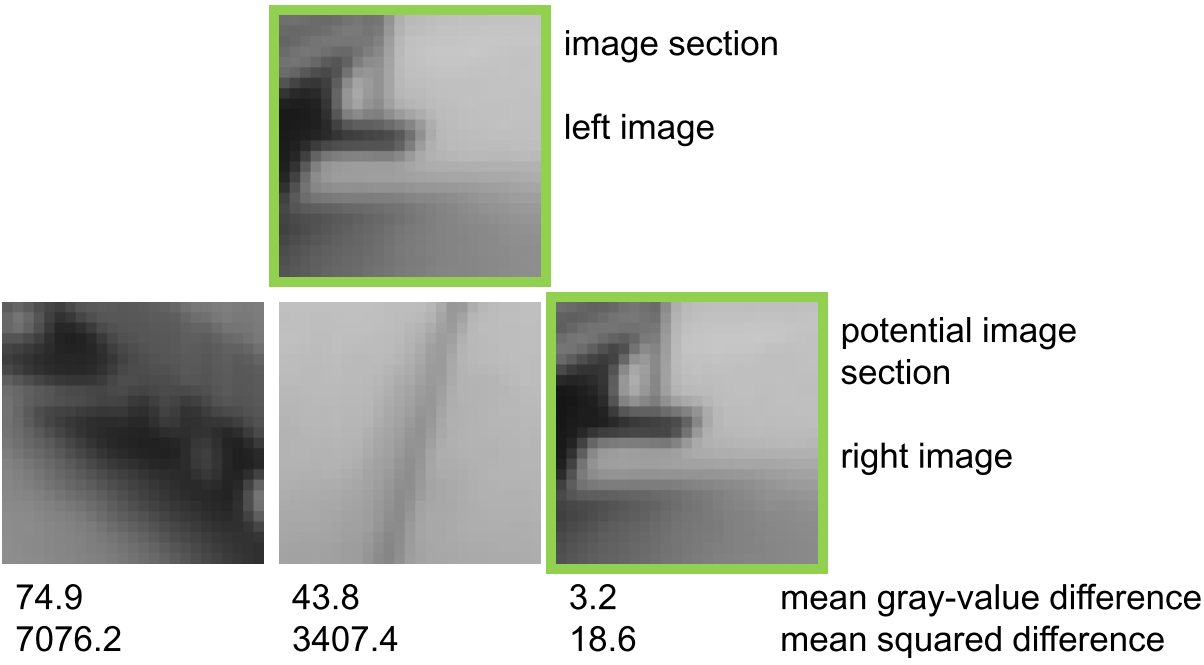 image section
left image
potential image
section
right image
74.9 43.8 3.2 mean gray-value difference
7076.2 3407.4 18.6 mean squared difference